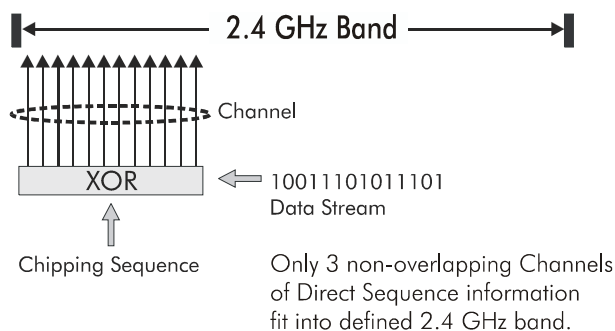 2.4 GHz Band
Channel
XOR
10011101011101
Data Stream
Chipping Sequence
Only 3 non-overlapping Channels
of Direct Sequence information
fit into defined 2.4 GHz band.